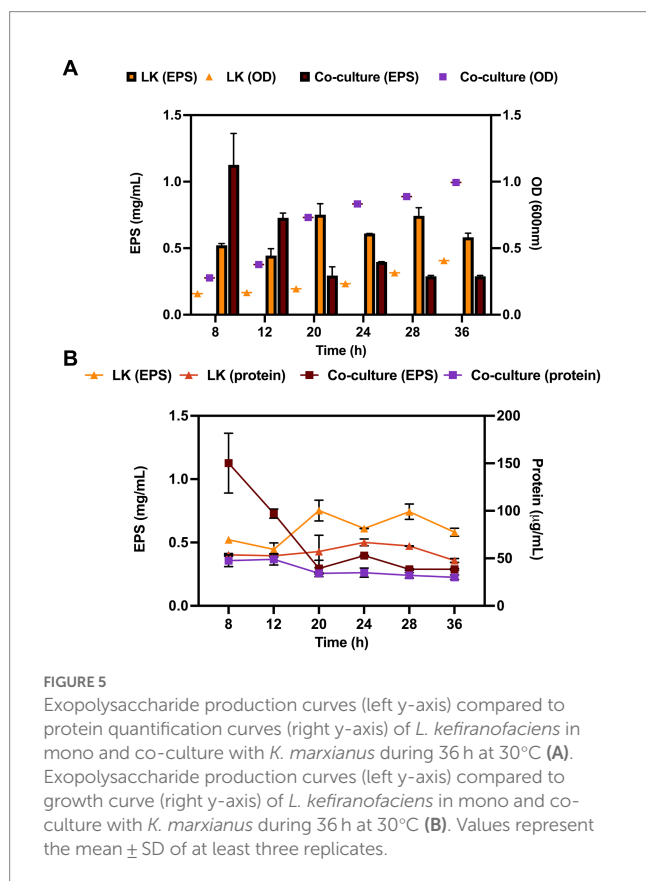 A
LK (EPS) LK (OD) Co-culture (EPS) Co-culture (OD)
1.5 1.5
1.0 1.0
0.5 0.5
0.0 0.0
EPS (mg/mL)
OD (600nm)
8 12 20 24 28 36
Time (h)
B
LK (EPS) LK (protein) Co-culture (EPS) Co-culture (protein)
1.5 200
150
1.0
100
0.5
50
0.0 0
EPS (mg/mL)
Protein (μg/mL)
8 12 20 24 28 36
Time (h)
FIGURE 5
Exopolysaccharide production curves (left y-axis) compared to
protein quantification curves (right y-axis) of L. kefiranofaciens in
mono and co-culture with K. marxianus during 36 h at 30°C (A).
Exopolysaccharide production curves (left y-axis) compared to
growth curve (right y-axis) of L. kefiranofaciens in mono and co-
culture with K. marxianus during 36 h at 30°C (B). Values represent
the mean ± SD of at least three replicates.